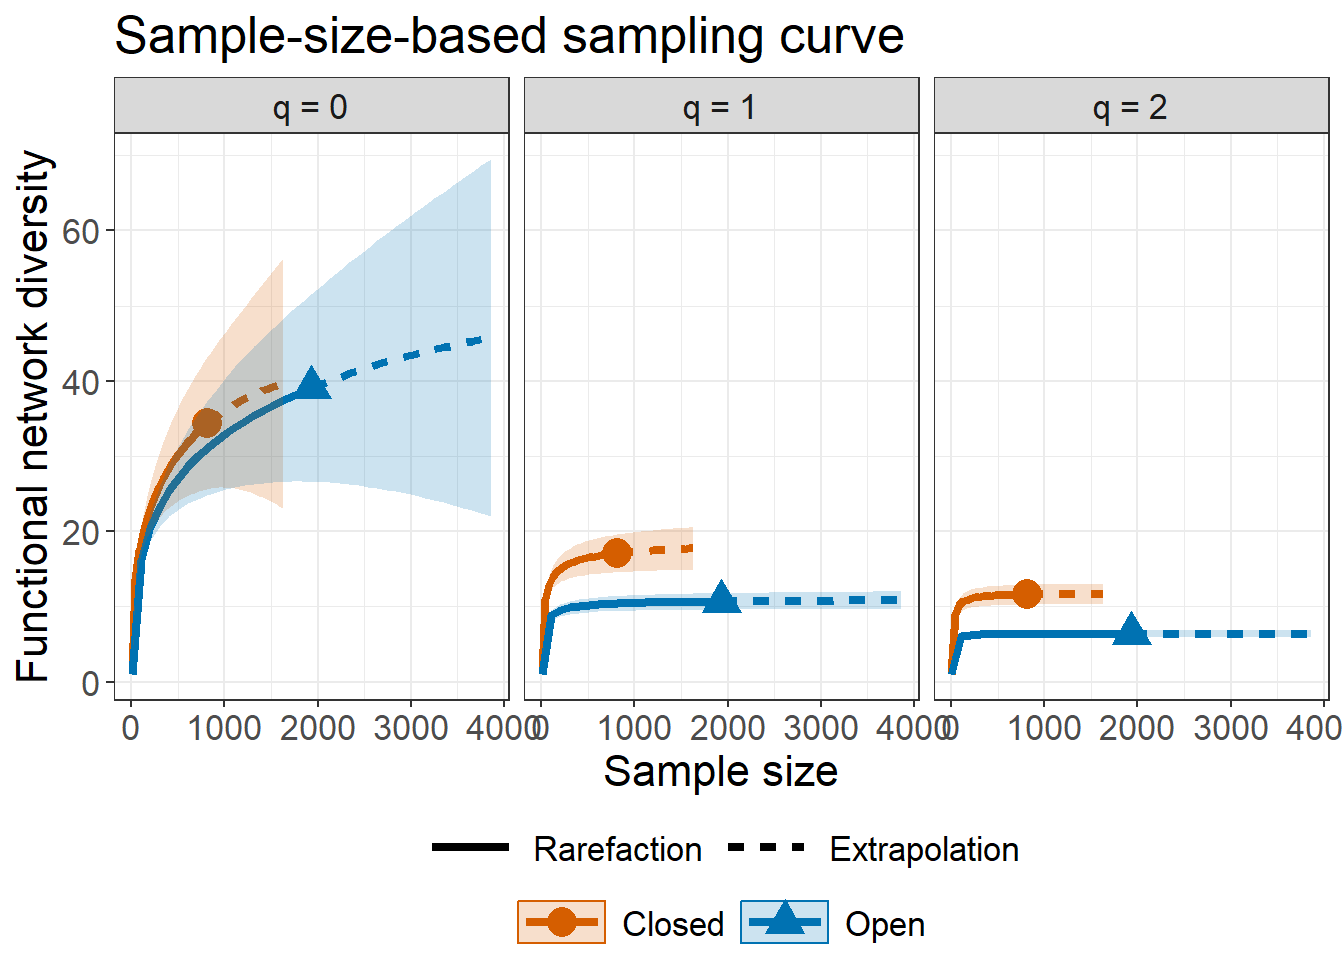 Sample-size-based sampling curve
q = 0 q = 1 q = 2
Functional network diversity
60
40
20
0
0 1000 2000 3000 4000 0 1000 2000 3000 4000 0 1000 2000 3000 400
Sample size
Rarefaction Extrapolation
Closed Open